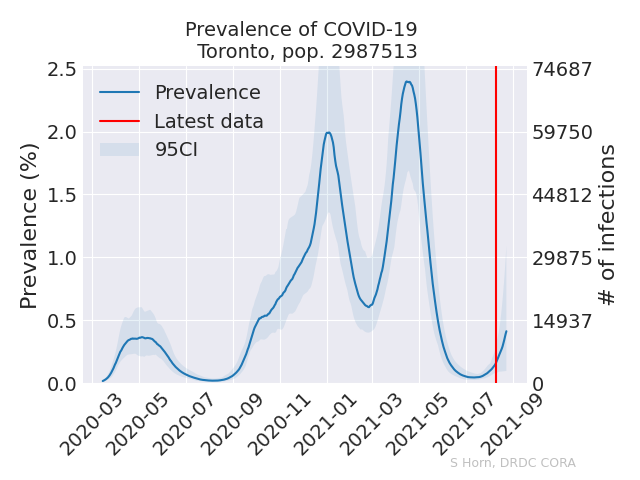 Prevalence of COVID-19
Toronto, pop. 2987513
Prevalence
Latest data
95CI
Prevalence (%)
2.5
2.0
1.5
1.0
0.5
0.0
74687
59750
44812
29875
14937
0
# of infections
2020-03
2020-05
2020-07
2020-09
2020-11
2021-01
2021-03
2021-05
2021-07
2021-09
S Horn, DRDC CORA